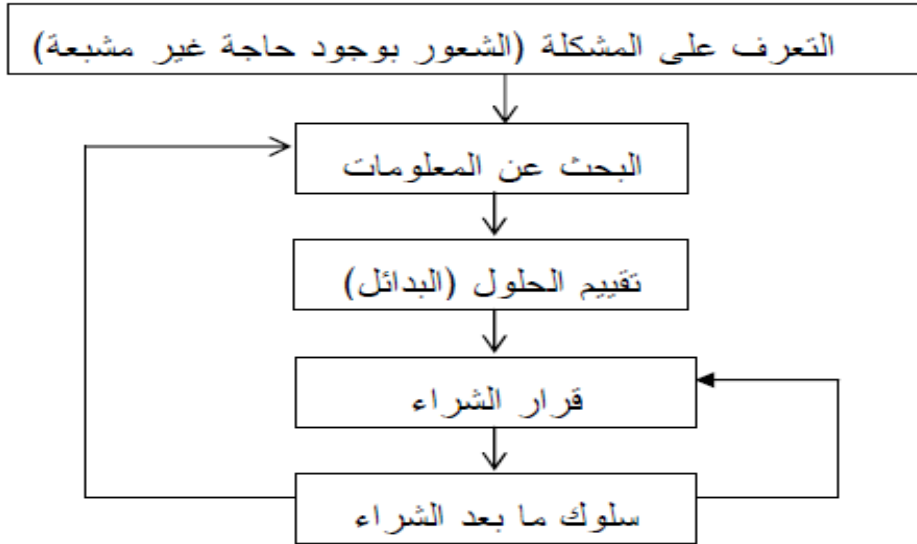 التعرف على المشكلة (الشعور بوجود حاجة غير مشبعة)
البحث عن المعلومات
تقييم الحلول (البدائل)
قرار الشراء
سلوك ما بعد الشراء